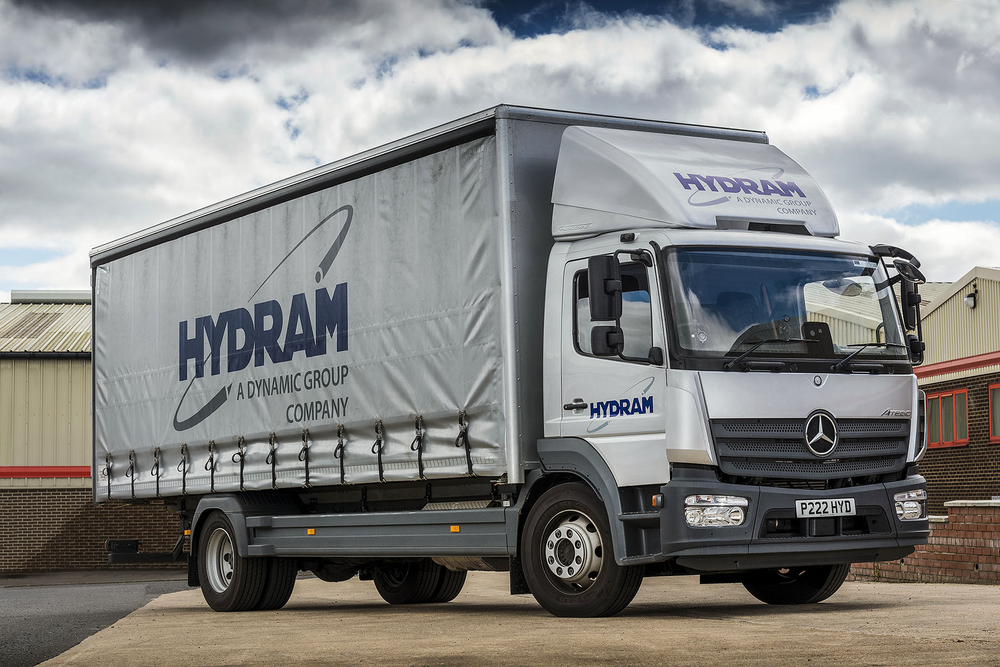 HYDRAM
A DYNAMIC GROUP
COMPANY
HYDRAM
A DYNAMIC GROUP
COMPANY
HYDRAM
ATEGO
P222 HYD